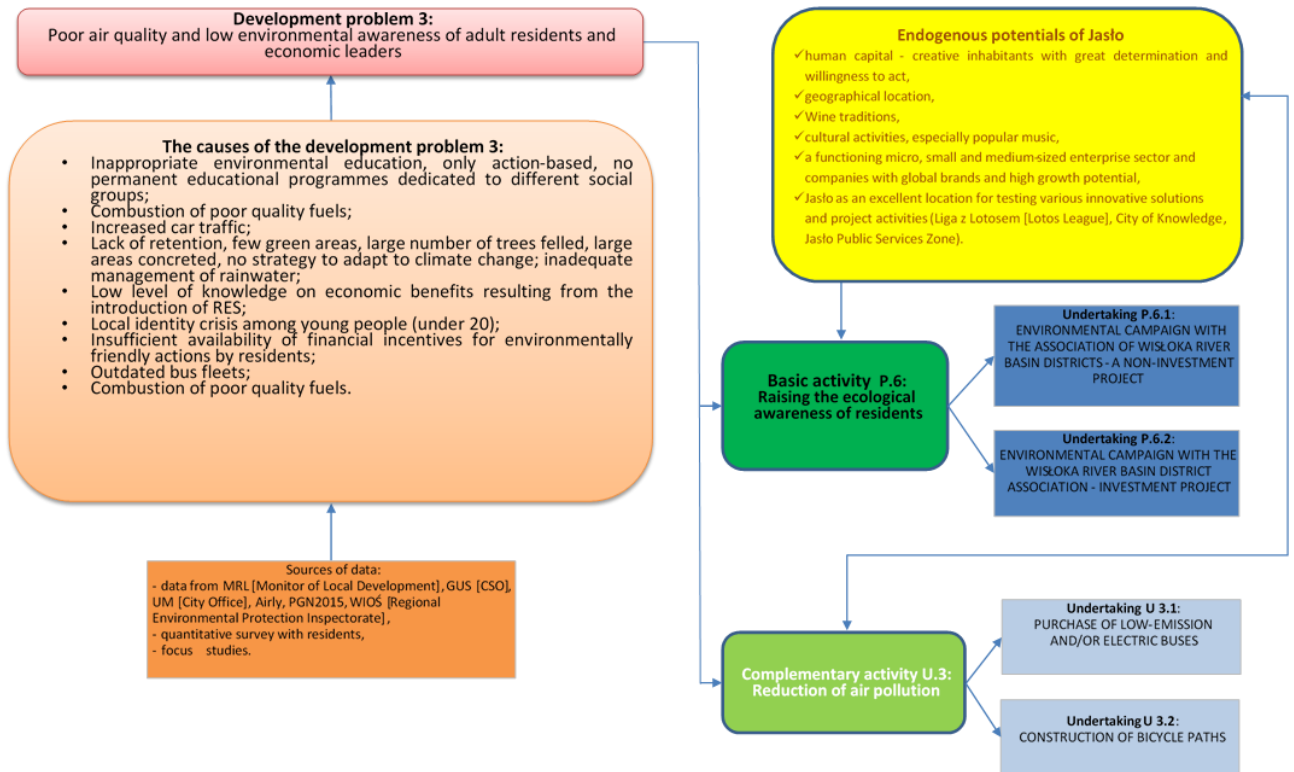 Development problem 3:
Poor air quality and low environmental awareness of adult residents and
economic leaders
The causes of the development problem 3:
• Inappropriate environmental education, only action-based, no
permanent educational programmes dedicated to different social
groups;
• Combustion of poor quality fuels;
• Increased car traffic;
• Lack of retention, few green areas, large number of trees felled, large
areas concreted, no strategy to adapt to climate change; inadequate
management of rainwater;
• Low level of knowledge on economic benefits resulting from the
introduction of RES;
• Local identity crisis among young people (under 20);
• Insufficient availability of financial incentives for environmentally
friendly actions by residents;
• Outdated bus fleets;
• Combustion of poor quality fuels.
Sources of data:
- data from MRL [Monitor of Local Development], GUS [CSO],
UM [City Office], Airly, PGN2015, WIOŚ [Regional
Environmental Protection Inspectorate],
- quantitative survey with residents,
- focus studies.
Endogenous potentials of Jasło
✓human capital - creative inhabitants with great determination and
willingness to act,
✓geographical location,
✓Wine traditions,
✓cultural activities, especially popular music,
✓a functioning micro, small and medium-sized enterprise sector and
companies with global brands and high growth potential,
✓Jasło as an excellent location for testing various innovative solutions
and project activities (Liga z Lotosem [Lotos League], City of Knowledge,
Jasło Public Services Zone).
Basic activity P.6:
Raising the ecological
awareness of residents
Undertaking P.6.1:
ENVIRONMENTAL CAMPAIGN WITH
THE ASSOCIATION OF WISŁOKA RIVER
BASIN DISTRICTS - A NON-INVESTMENT
PROJECT
Undertaking P.6.2:
ENVIRONMENTAL CAMPAIGN WITH THE
WISŁOKA RIVER BASIN DISTRICT
ASSOCIATION - INVESTMENT PROJECT
Complementary activity U.3:
Reduction of air pollution
Undertaking U 3.1:
PURCHASE OF LOW-EMISSION
AND/OR ELECTRIC BUSES
Undertaking U 3.2:
CONSTRUCTION OF BICYCLE PATHS